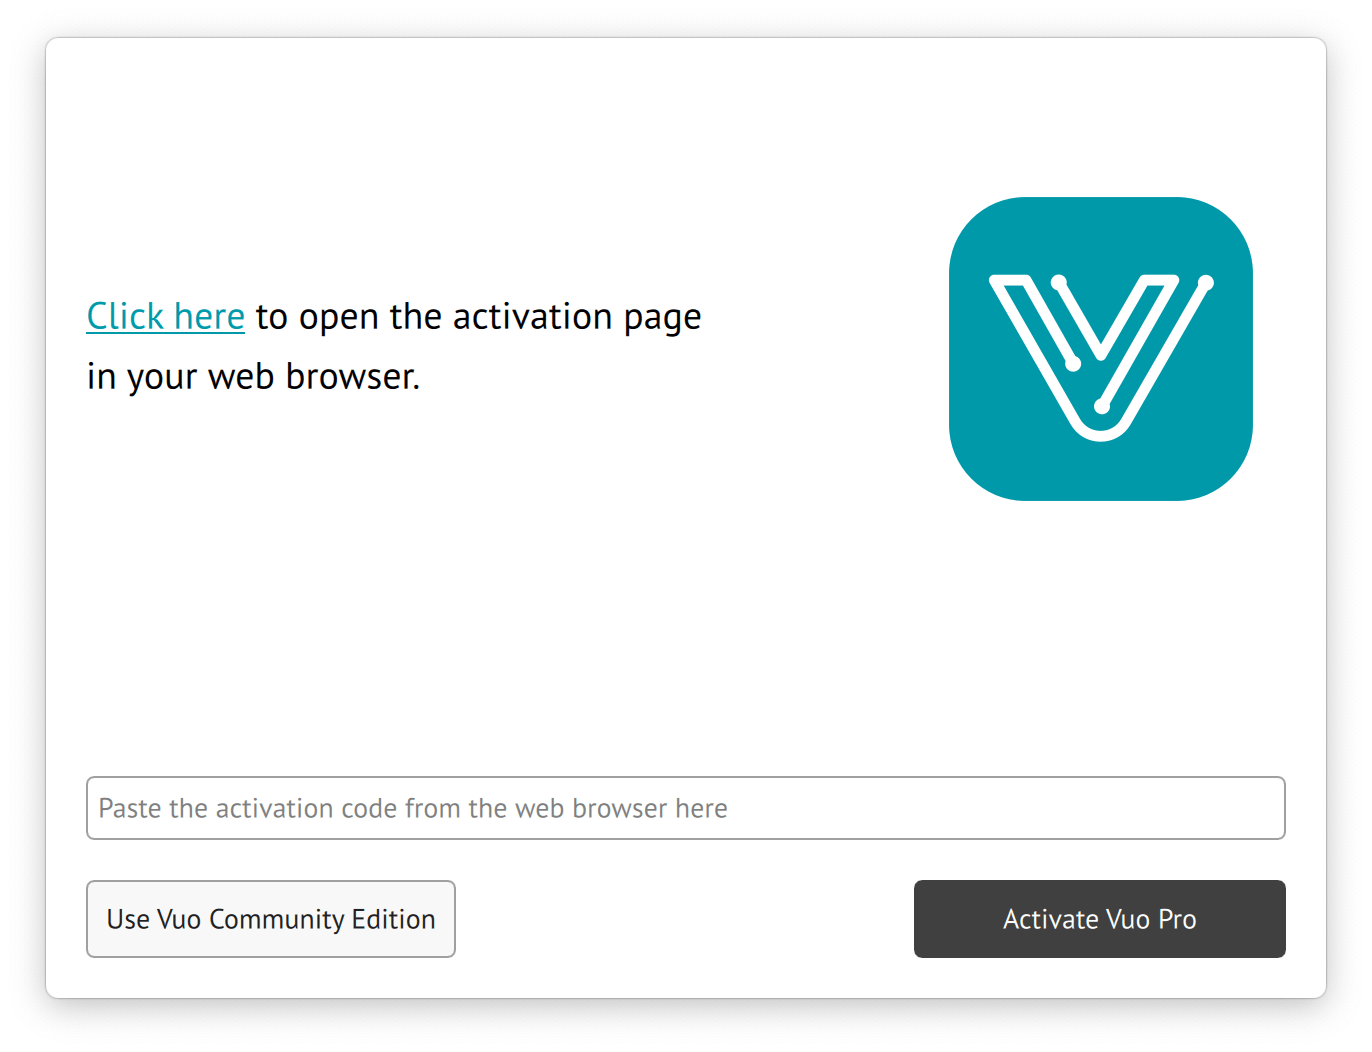 Click here to open the activation page
in your web browser.
Paste the activation code from the web browser here
Use Vuo Community Edition
Activate Vuo Pro